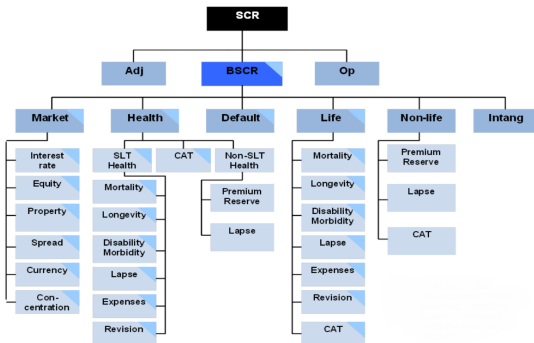 SCR
Adj
BSCR
Op
Market
Health
Default
Life
Non-life
Intang
Interest
rate
Equity
Property
Spread
Currency
Con-
centration
SLT
Health
CAT
Non-SLT
Health
Mortality
Longevity
Disability
Morbidity
Lapse
Expenses
Revision
Premium
Reserve
Lapse
Mortality
Longevity
Disability
Morbidity
Lapse
Expenses
Revision
CAT
Premium
Reserve
Lapse
CAT